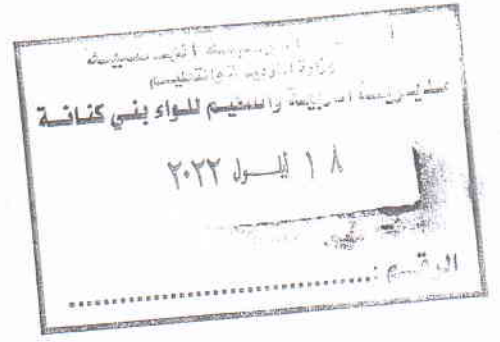 وزارة التربية والتعليم
مديرية التربية والتعليم للواء بني كنانة
١٨ أيلول ٢٠٢٢
الرقم :................................